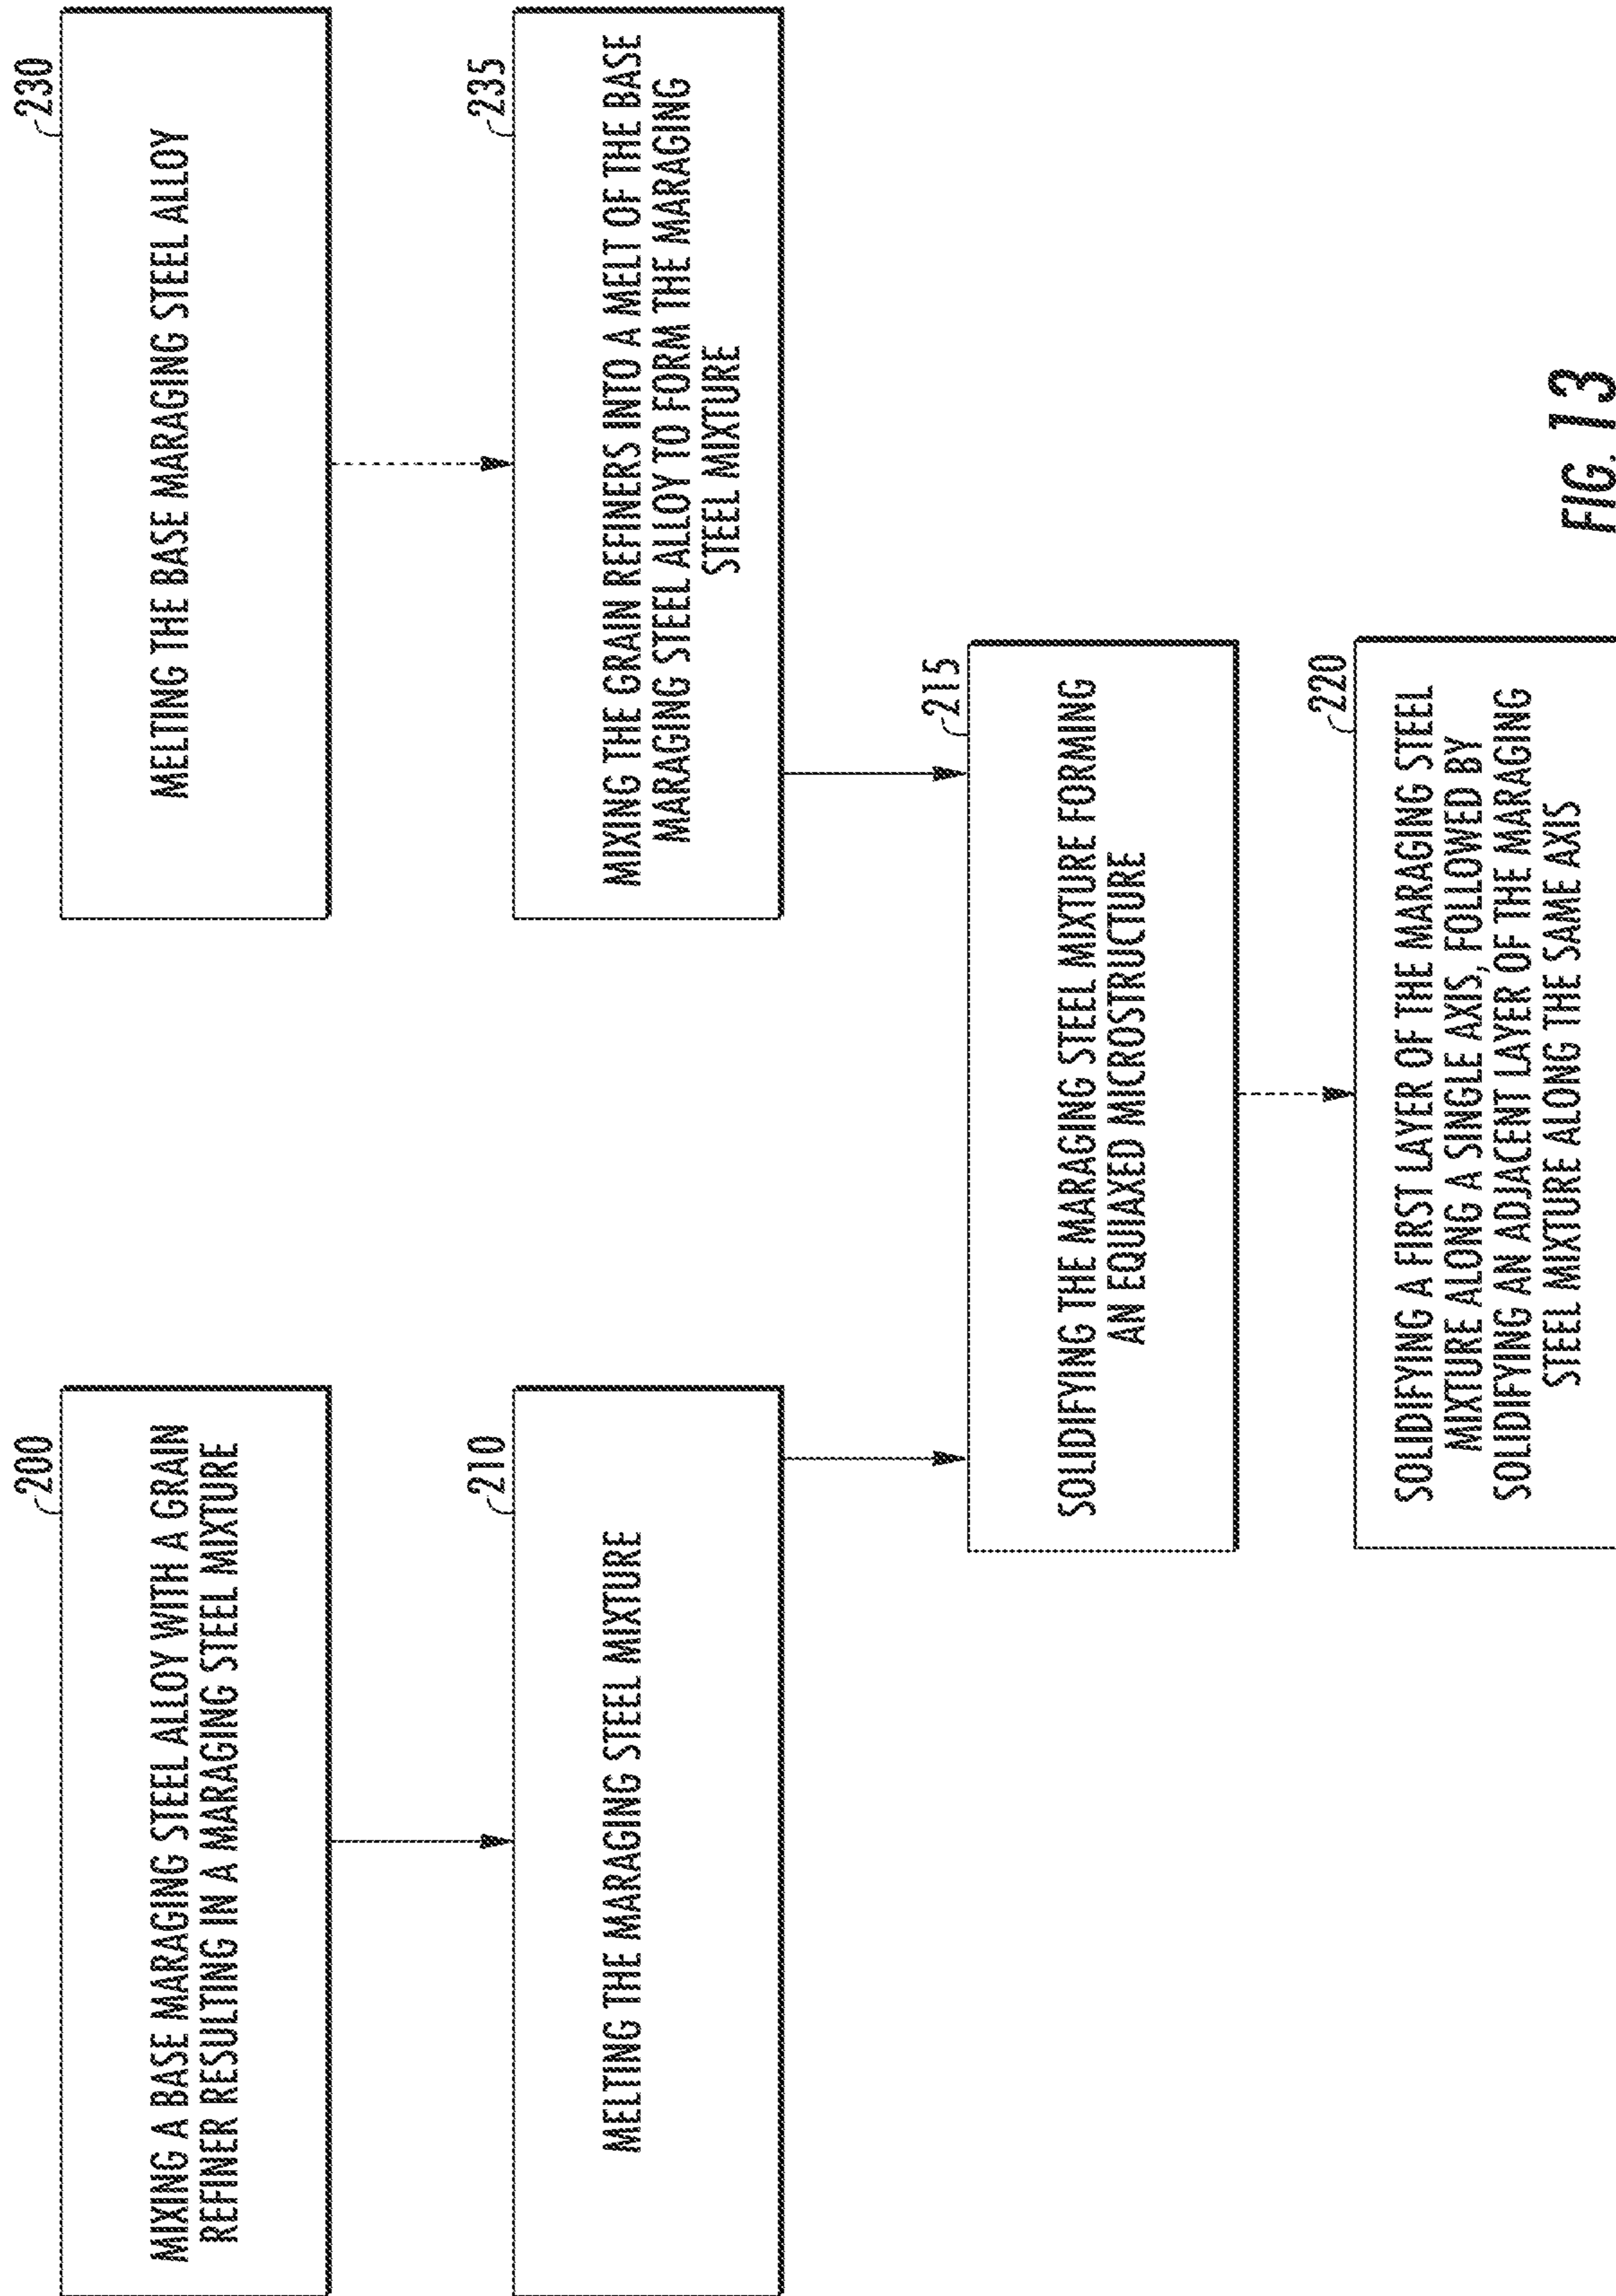 200
MIXING A BASE MARAGING STEEL ALLOY WITH A GRAIN
REFINER RESULTING IN A MARAGING STEEL MIXTURE
210
MELTING THE MARAGING STEEL MIXTURE
230
MELTING THE BASE MARAGING STEEL ALLOY
235
MIXING THE GRAIN REFINERS INTO A MELT OF THE BASE
MARAGING STEEL ALLOY TO FORM THE MARAGING
STEEL MIXTURE
215
SOLIDIFYING THE MARAGING STEEL MIXTURE FORMING
AN EQUIAXED MICROSTRUCTURE
220
SOLIDIFYING A FIRST LAYER OF THE MARAGING STEEL
MIXTURE ALONG A SINGLE AXIS, FOLLOWED BY
SOLIDIFYING AN ADJACENT LAYER OF THE MARAGING
STEEL MIXTURE ALONG THE SAME AXIS
FIG. 13